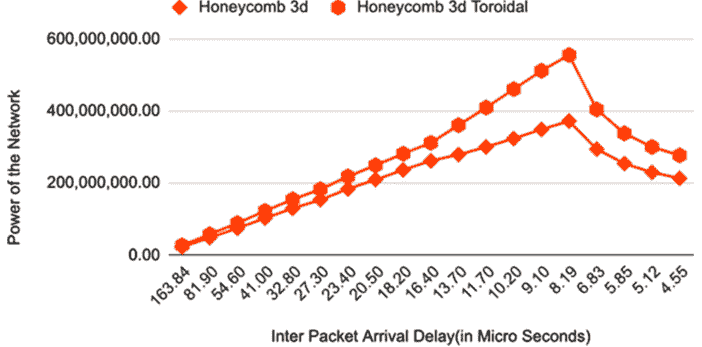 Honeycomb 3d Honeycomb 3d Toroidal
600,000,000.00
400,000,000.00
200,000,000.00
0.00
Power of the Network
163.84 81.90 54.60 41.00 32.80 27.30 23.40 20.50 18.20 16.40 13.70 11.70 10.20 9.10 8.19 6.83 5.85 5.12 4.55
Inter Packet Arrival Delay(in Micro Seconds)